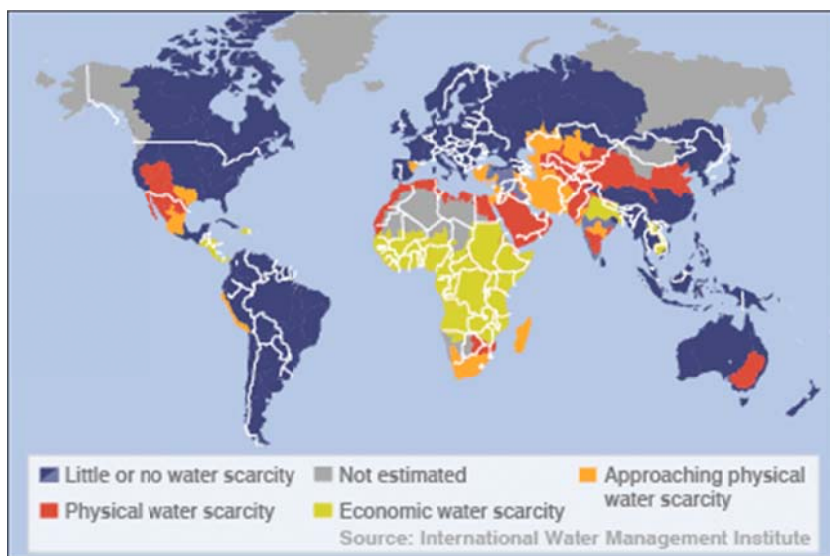 Little or no water scarcity
Not estimated
Approaching physical
water scarcity
Physical water scarcity
Economic water scarcity
Source: International Water Management Institute